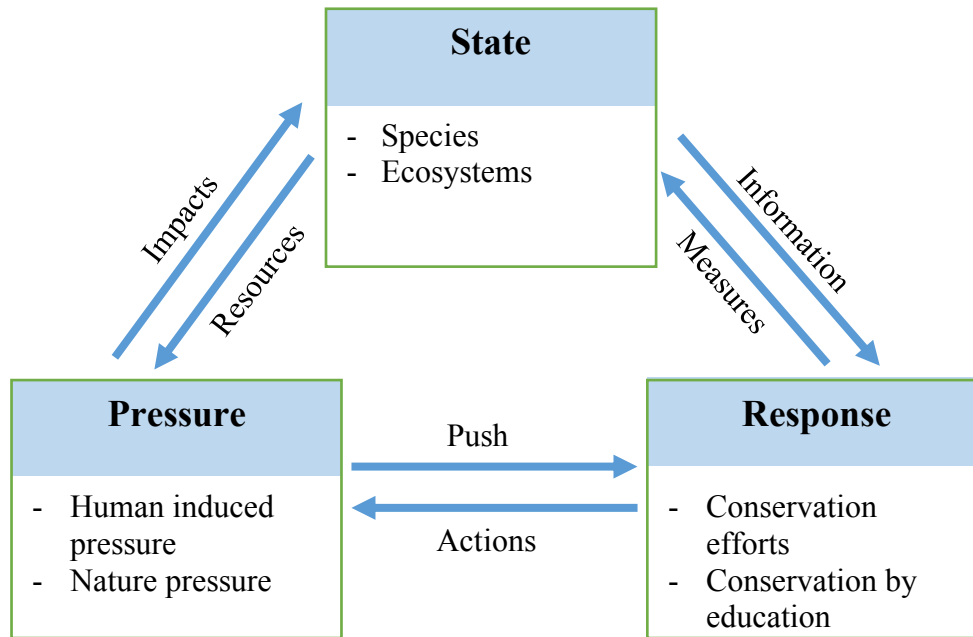 State
- Species
- Ecosystems
Impacts
Resources
Information
Measures
Pressure
- Human induced
pressure
- Nature pressure
Push
Actions
Response
- Conservation
efforts
- Conservation by
education